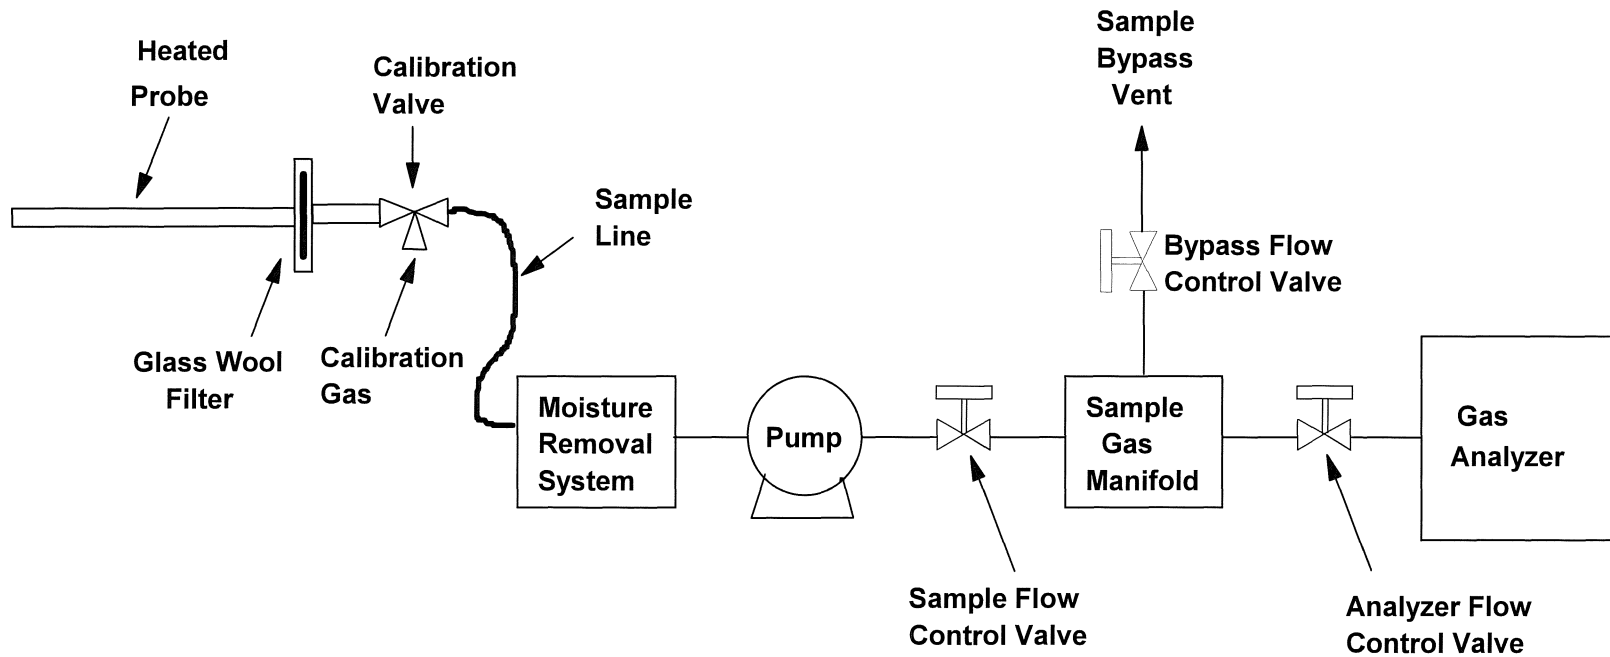 Heated
Probe
Calibration
Valve
Sample
Bypass
Vent
Sample
Line
Bypass Flow
Control Valve
Glass Wool
Filter
Calibration
Gas
Moisture
Removal
System
Pump
Sample
Gas
Manifold
Gas
Analyzer
Sample Flow
Control Valve
Analyzer Flow
Control Valve